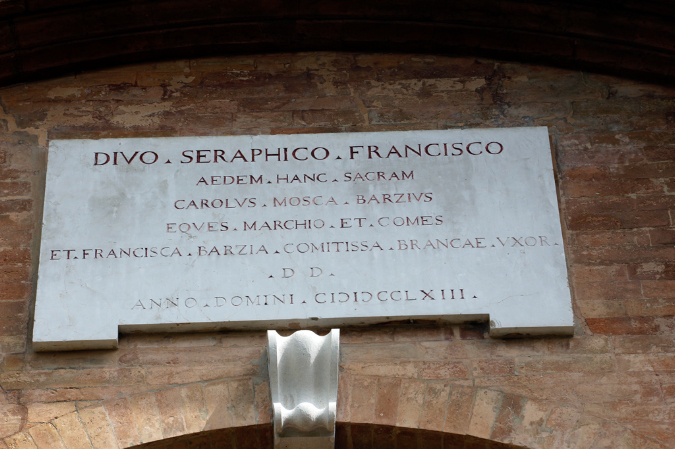 DIVO . SERAPHICO . FRANCISCO
AEDEM . HANC . SACRAM
CAROLVS . MOSCA . BARZIVS
EQVES . MARCHIO . ET . COMES
ET . FRANCISCA . BARZIA . COMITISSA . BRANCAE . VXOR .
. D D .
ANNO . DOMINI . CIƆIƆCCLXIII .